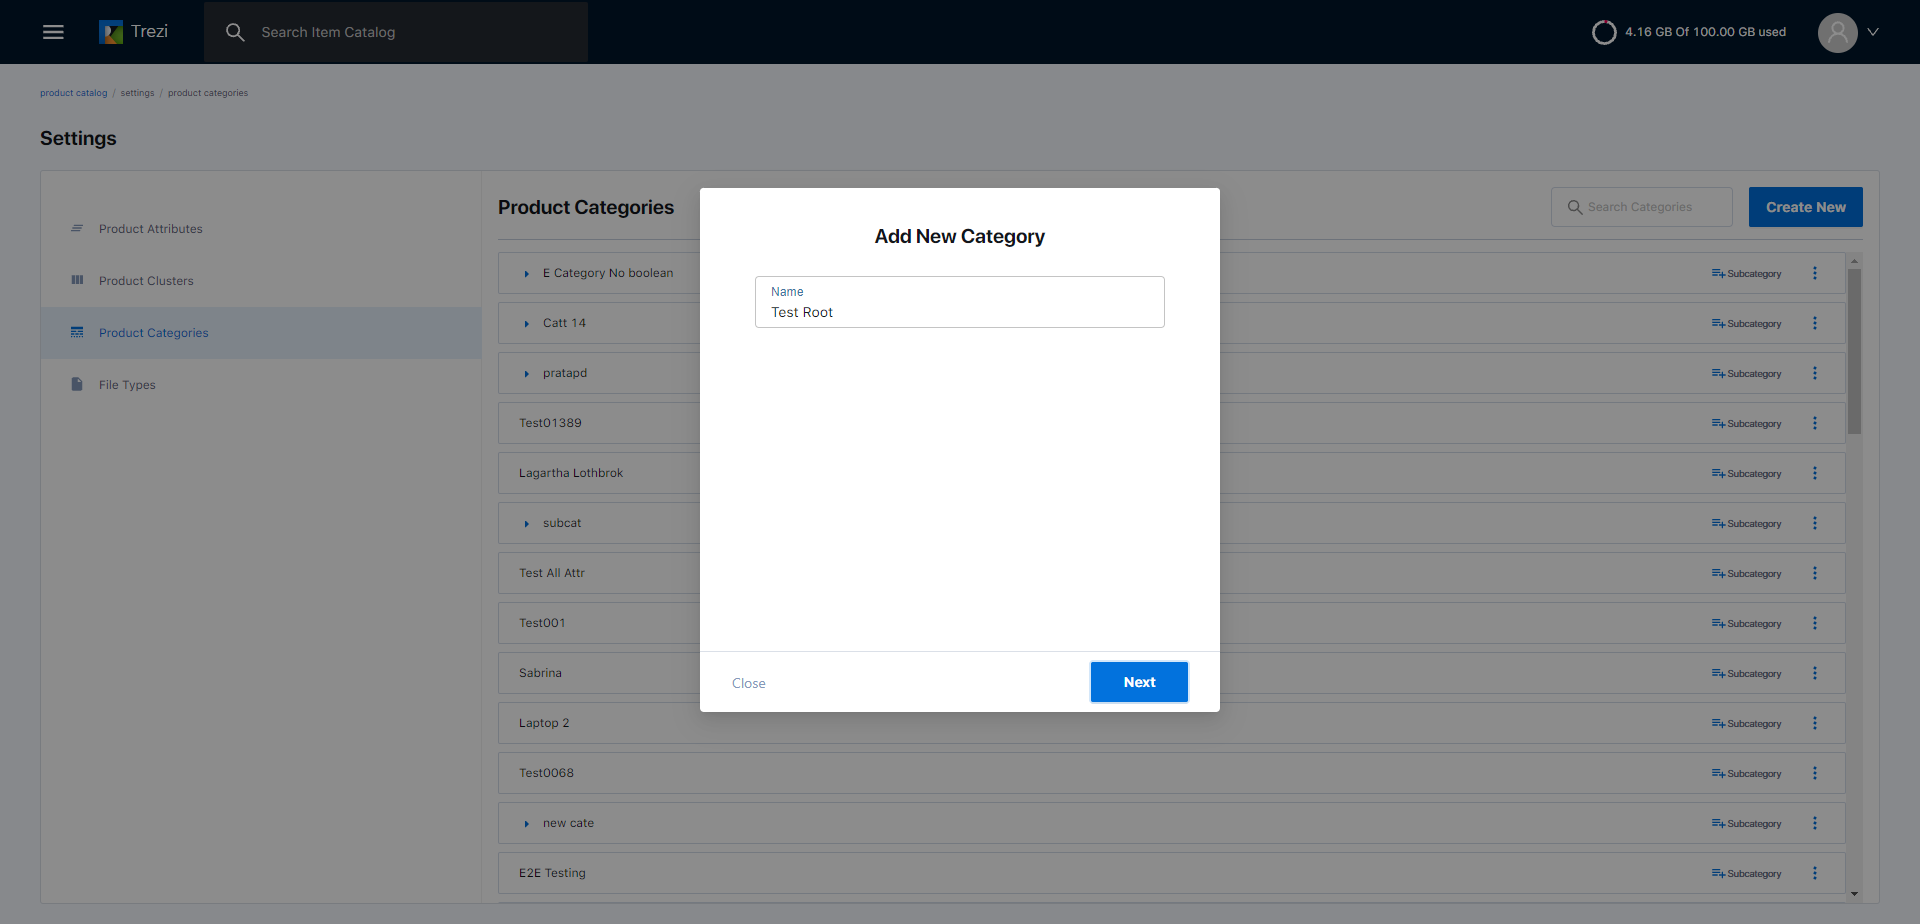 Trezi
Search Item Catalog
4.16 GB Of 100.00 GB used
product catalog / settings / product categories
Settings
Product Attributes
Product Clusters
Product Categories
File Types
Product Categories
Search Categories
Create New
E Category No boolean
Subcategory
Catt 14
Subcategory
pratapd
Subcategory
Test01389
Subcategory
Lagartha Lothbrok
Subcategory
subcat
Subcategory
Test All Attr
Subcategory
Test001
Subcategory
Sabrina
Subcategory
Laptop 2
Subcategory
Test0068
Subcategory
new cate
Subcategory
E2E Testing
Subcategory
Add New Category
Name
Test Root
Close
Next